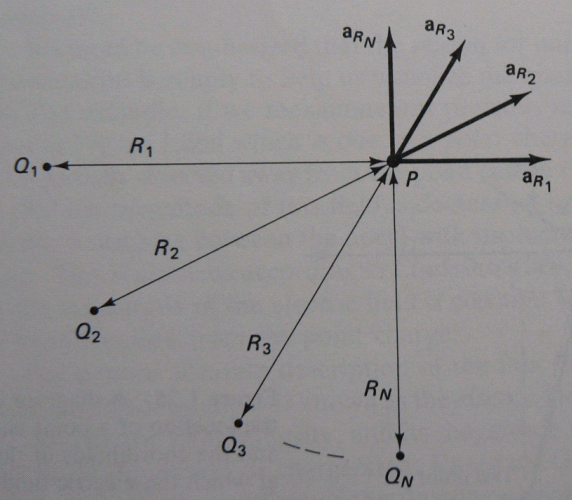 a_{R_N}
a_{R_3}
a_{R_2}
Q_1
R_1
P
a_{R_1}
R_2
Q_2
R_3
R_N
Q_3
Q_N